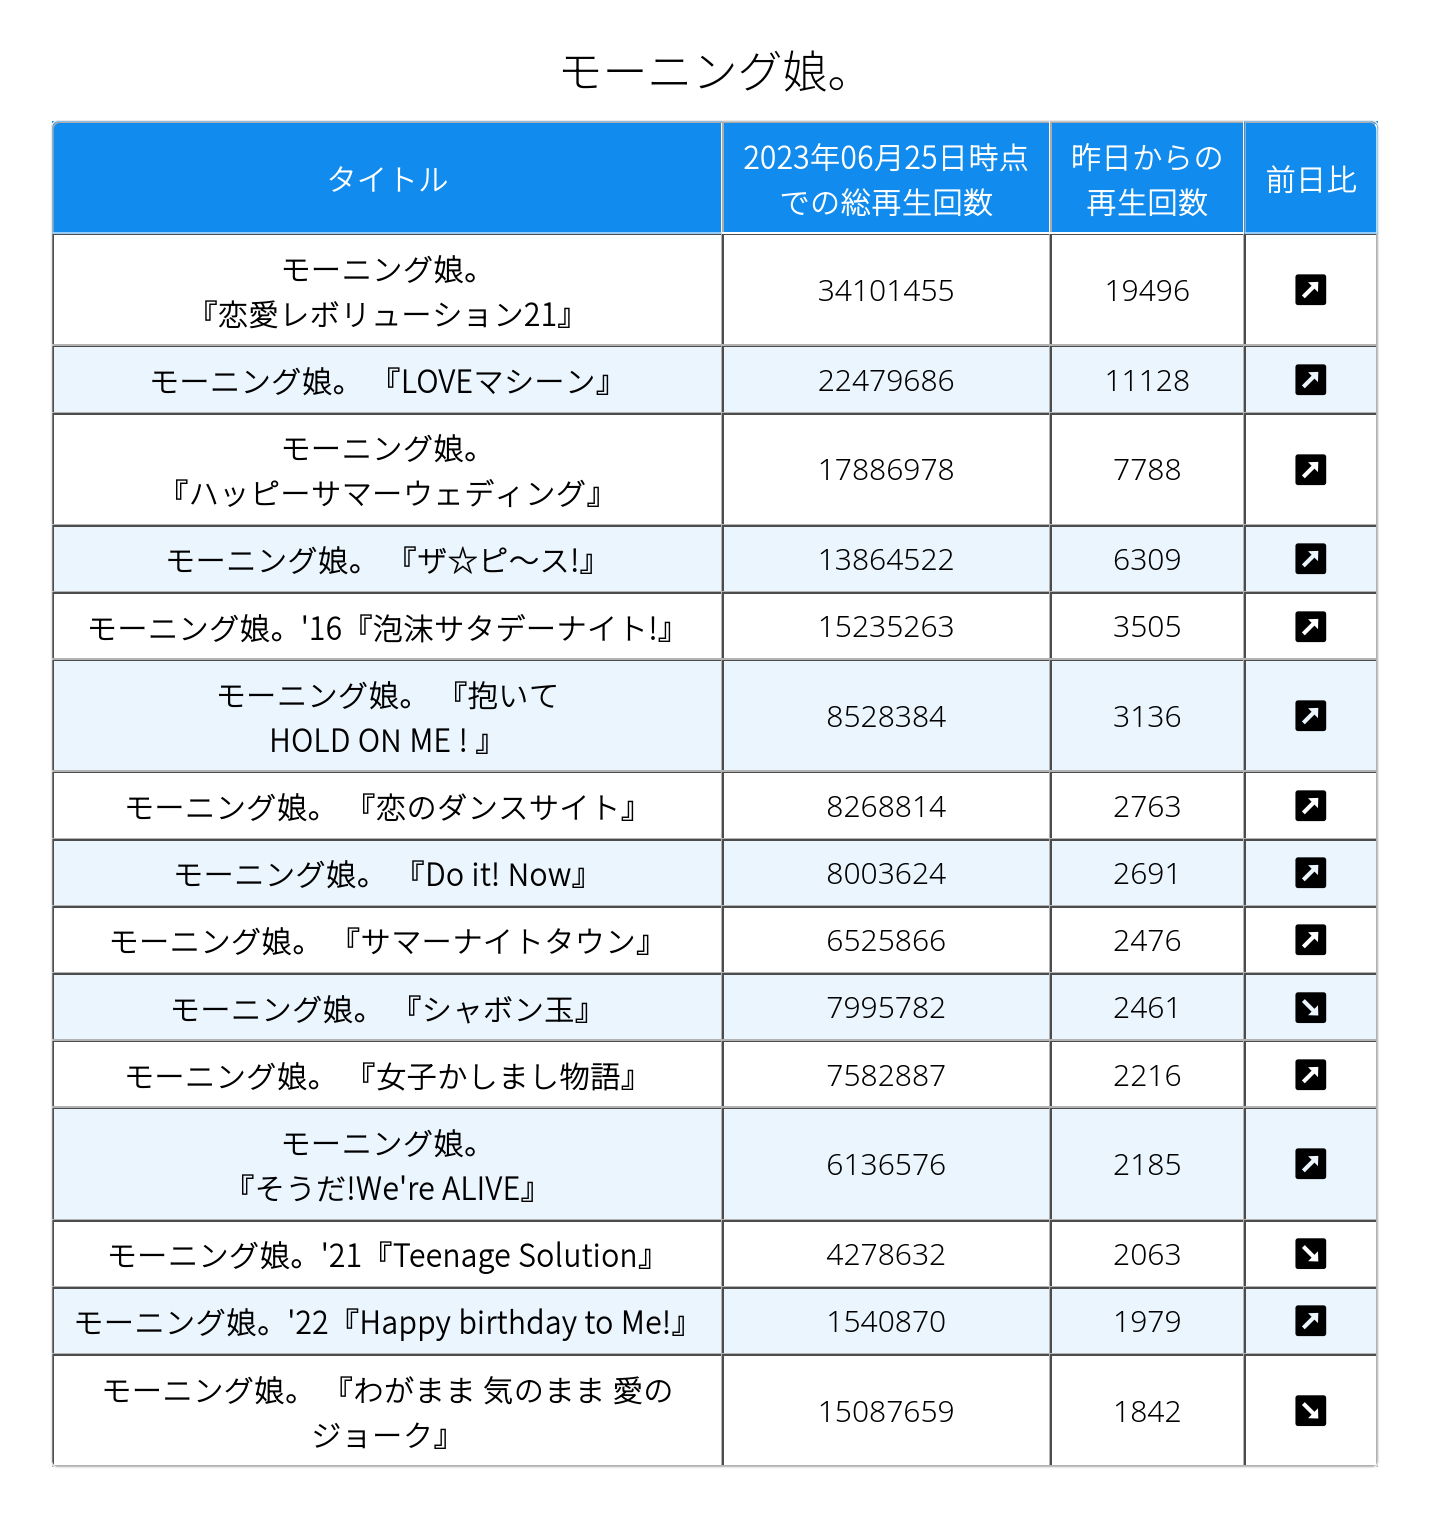 モーニング娘。
タイトル
2023年06月25日時点
での総再生回数
昨日からの
再生回数
前日比
モーニング娘。
『恋愛レボリューション21』
34101455
19496
モーニング娘。 『LOVEマシーン』
22479686
11128
モーニング娘。
『ハッピーサマーウェディング』
17886978
7788
モーニング娘。 『ザ☆ピ〜ス!』
13864522
6309
モーニング娘。'16『泡沫サタデーナイト!』
15235263
3505
モーニング娘。 『抱いて
HOLD ON ME ! 』
8528384
3136
モーニング娘。 『恋のダンスサイト』
8268814
2763
モーニング娘。 『Do it! Now』
8003624
2691
モーニング娘。 『サマーナイトタウン』
6525866
2476
モーニング娘。 『シャボン玉』
7995782
2461
モーニング娘。 『女子かしまし物語』
7582887
2216
モーニング娘。
『そうだ!We're ALIVE』
6136576
2185
モーニング娘。'21『Teenage Solution』
4278632
2063
モーニング娘。'22『Happy birthday to Me!』
1540870
1979
モーニング娘。 『わがまま 気のまま 愛の
ジョーク』
15087659
1842